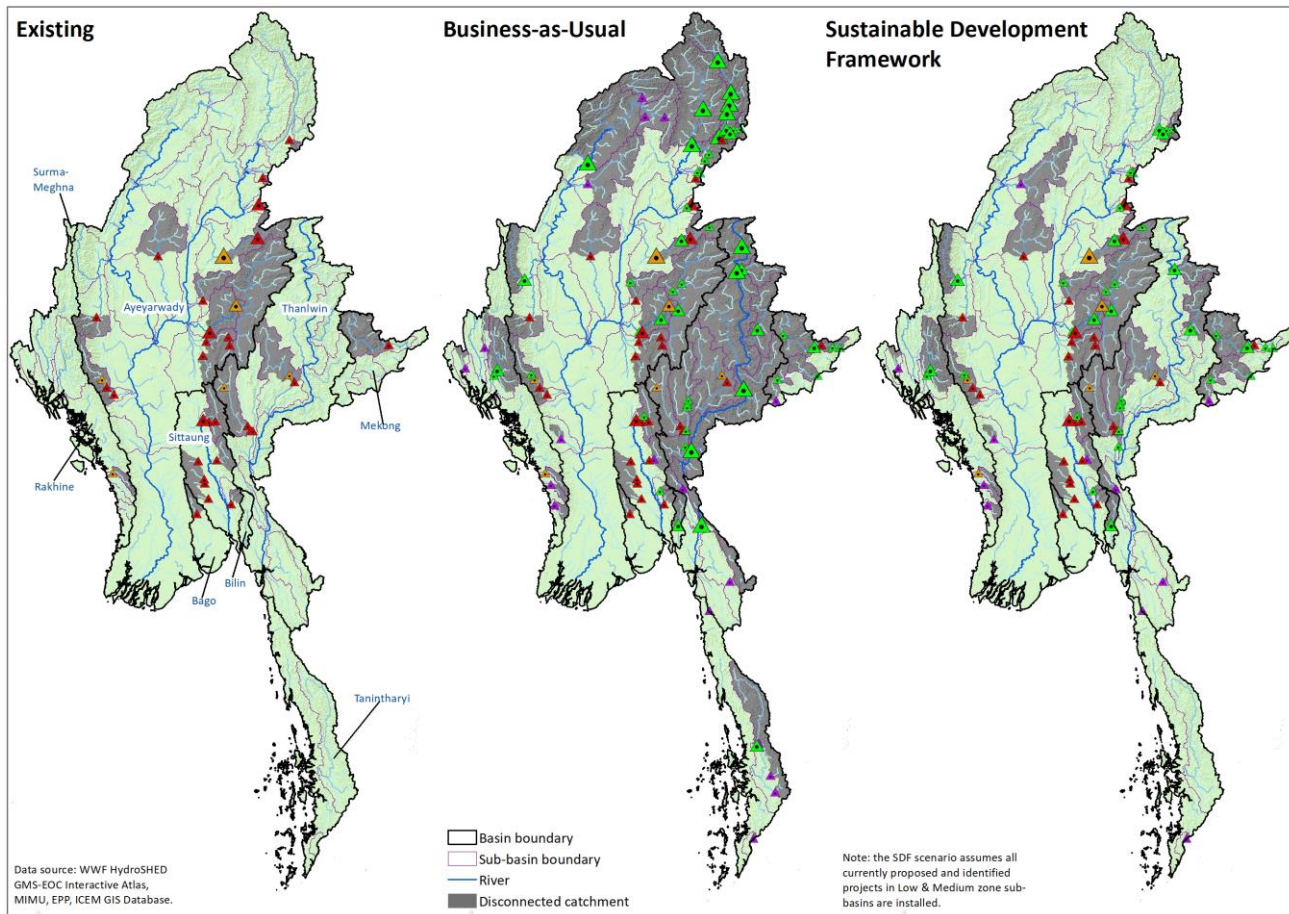 Existing
Business-as-Usual
Sustainable Development
Framework
Surma-
Meghna
Ayeyarwady
Thanlwin
Mekong
Sittaung
Rakhine
Bilin
Bago
Tanintharyi
Basin boundary
Sub-basin boundary
River
Disconnected catchment
Data source: WWF HydroSHED
GMS-EOC Interactive Atlas,
MIMU, EPP, ICEM GIS Database.
Note: the SDF scenario assumes all
currently proposed and identified
projects in Low & Medium zone sub-
basins are installed.